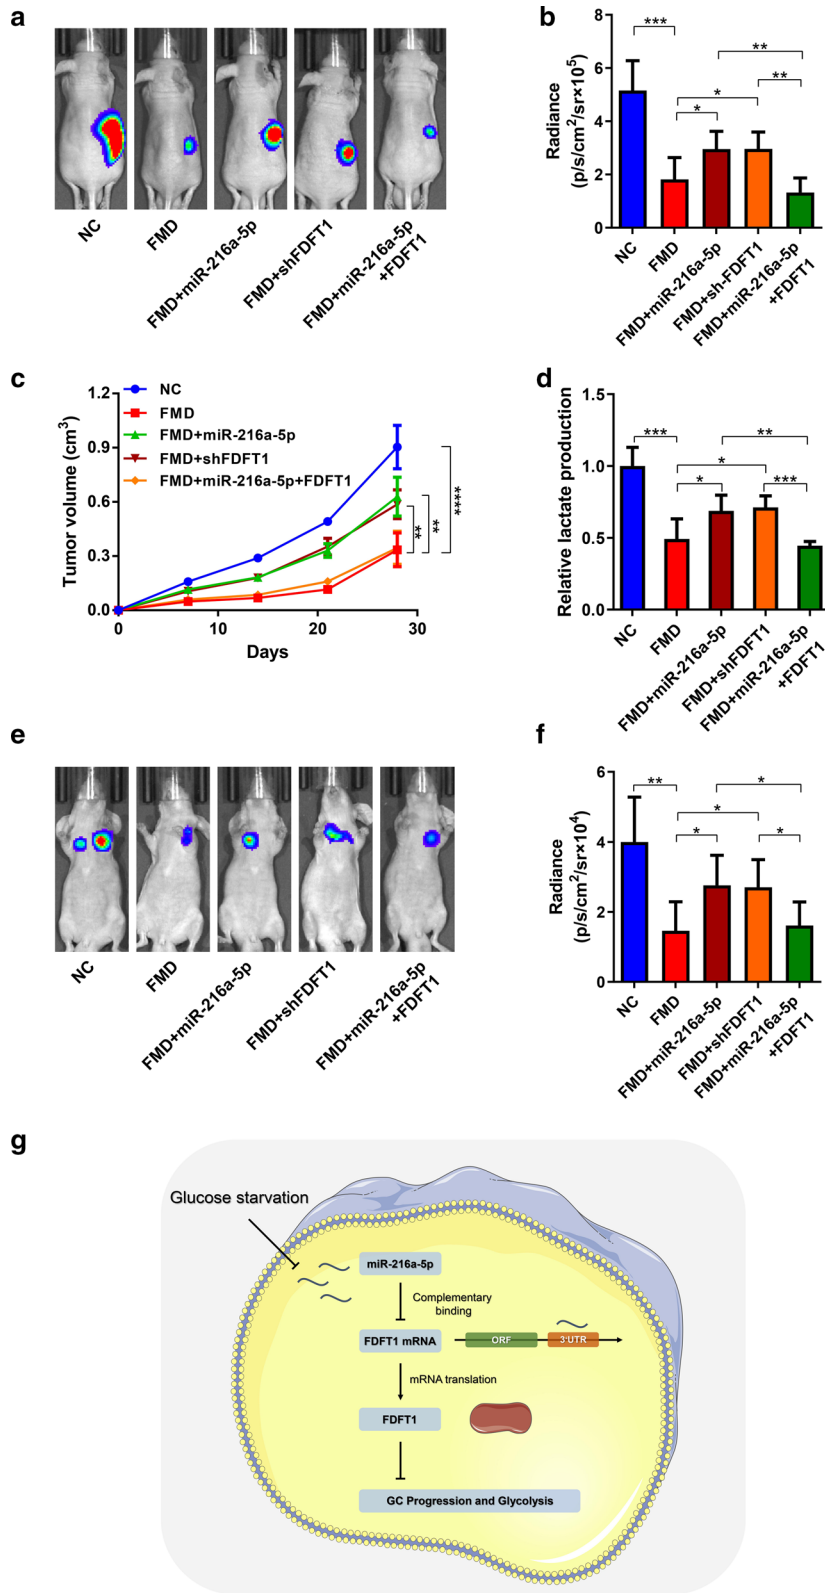 a
NC
FMD
FMD+miR-216a-5p
FMD+shFDFT1
FMD+miR-216a-5p
+FDFT1
b
Radiance
(p/s/cm²/sr×10⁵)
8
6
4
2
0
***
**
**
*
*
NC
FMD
FMD+miR-216a-5p
FMD+sh-FDFT1
FMD+miR-216a-5p
+FDFT1
c
Tumor volume (cm³)
1.2
0.9
0.6
0.3
0.0
NC
FMD
FMD+miR-216a-5p
FMD+shFDFT1
FMD+miR-216a-5p+FDFT1
**
**
****
0
10
20
30
Days
d
Relative lactate production
1.5
1.0
0.5
0.0
***
**
*
*
***
NC
FMD
FMD+miR-216a-5p
FMD+shFDFT1
FMD+miR-216a-5p
+FDFT1
e
NC
FMD
FMD+miR-216a-5p
FMD+shFDFT1
FMD+miR-216a-5p
+FDFT1
f
Radiance
(p/s/cm²/sr×10⁴)
6
4
2
0
**
*
*
*
*
NC
FMD
FMD+miR-216a-5p
FMD+shFDFT1
FMD+miR-216a-5p
+FDFT1
g
Glucose starvation
miR-216a-5p
Complementary
binding
FDFT1 mRNA
ORF
3'UTR
mRNA translation
FDFT1
GC Progression and Glycolysis